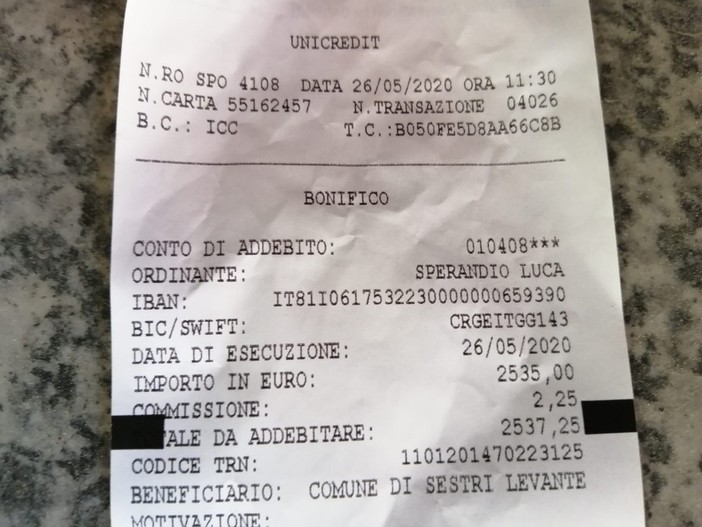 UNICREDIT
N.RO SPO 4108 DATA 26/05/2020 ORA 11:30
N.CARTA 55162457 N.TRANSAZIONE 04026
B.C.: ICC T.C.:B050FE5D8AA66C8B
BONIFICO
CONTO DI ADDEBITO: 010408***
ORDINANTE: SPERANDIO LUCA
IBAN: IT81I0617532230000000659390
BIC/SWIFT: CRGEITGG143
DATA DI ESECUZIONE: 26/05/2020
IMPORTO IN EURO: 2535,00
COMMISSIONE: 2,25
TALE DA ADDEBITARE: 2537,25
CODICE TRN: 1101201470223125
BENEFICIARIO: COMUNE DI SESTRI LEVANTE
MOTIVAZIONE: